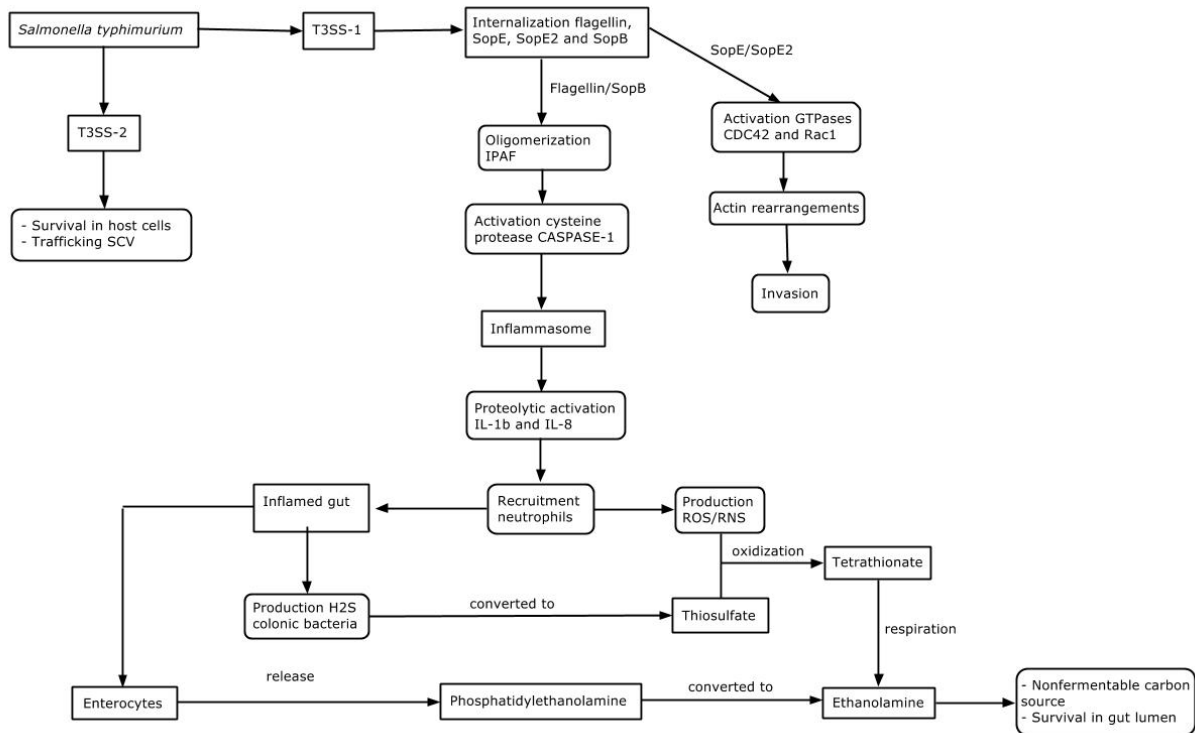 Salmonella typhimurium
T3SS-1
Internalization flagellin,
SopE, SopE2 and SopB
SopE/SopE2
Flagellin/SopB
T3SS-2
Oligomerization
IPAF
Activation GTPases
CDC42 and Rac1
- Survival in host cells
- Trafficking SCV
Activation cysteine
protease CASPASE-1
Actin rearrangements
Invasion
Inflammasome
Proteolytic activation
IL-1b and IL-8
Inflamed gut
Recruitment
neutrophils
Production
ROS/RNS
oxidization
Tetrathionate
Production H2S
colonic bacteria
converted to
Thiosulfate
respiration
Enterocytes
release
Phosphatidylethanolamine
converted to
Ethanolamine
- Nonfermentable carbon
source
- Survival in gut lumen